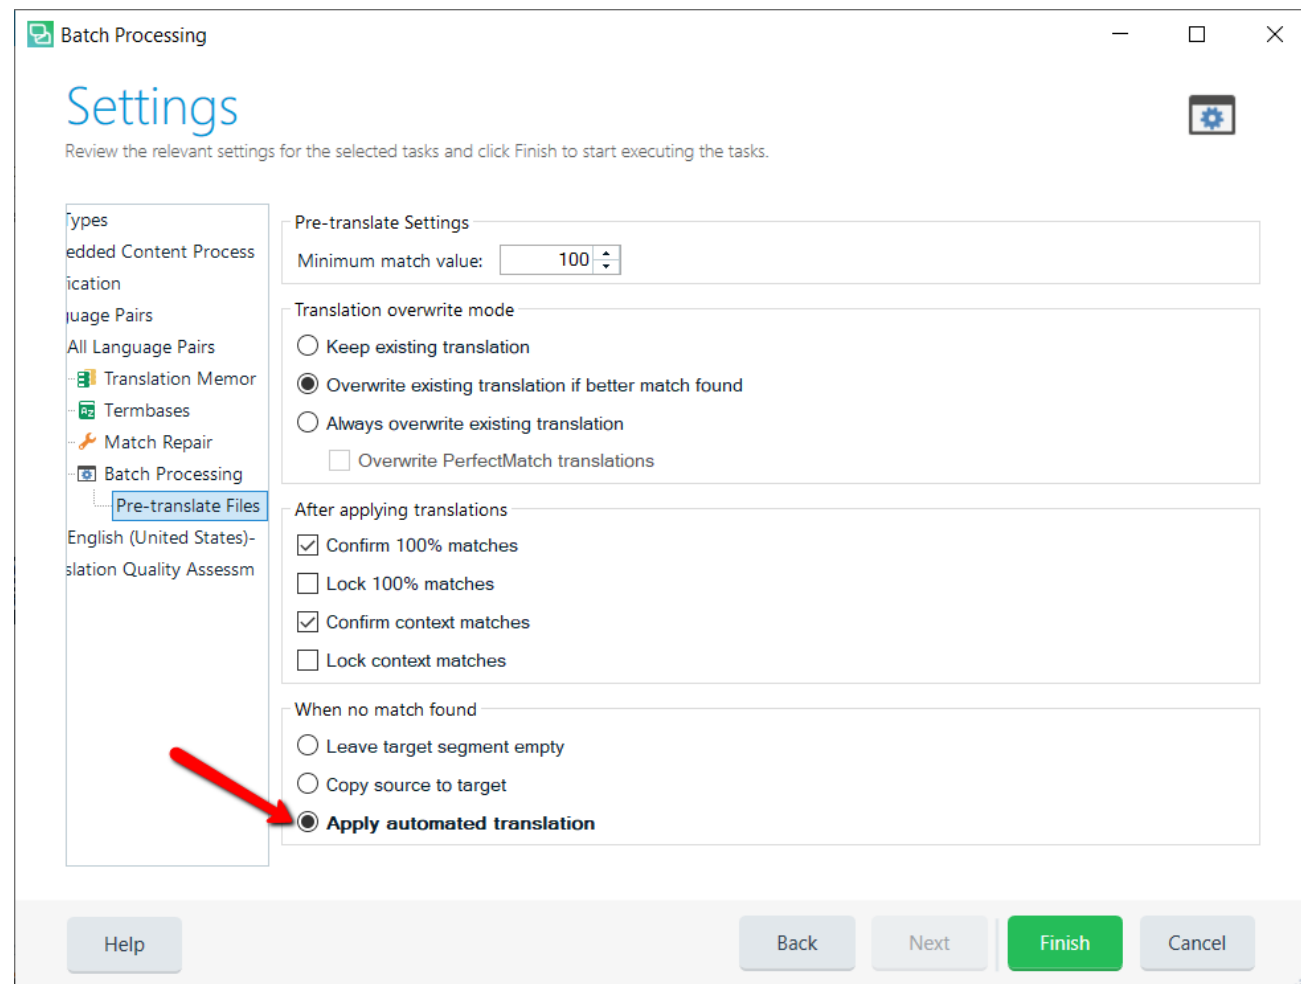 Batch Processing
Settings
Review the relevant settings for the selected tasks and click Finish to start executing the tasks.
Types
edded Content Process
ication
guage Pairs
All Language Pairs
Translation Memor
Termbases
Match Repair
Batch Processing
Pre-translate Files
English (United States)-
slation Quality Assessm
Pre-translate Settings
Minimum match value: 100
Translation overwrite mode
Keep existing translation
Overwrite existing translation if better match found
Always overwrite existing translation
Overwrite PerfectMatch translations
After applying translations
Confirm 100% matches
Lock 100% matches
Confirm context matches
Lock context matches
When no match found
Leave target segment empty
Copy source to target
Apply automated translation
Help
Back
Next
Finish
Cancel